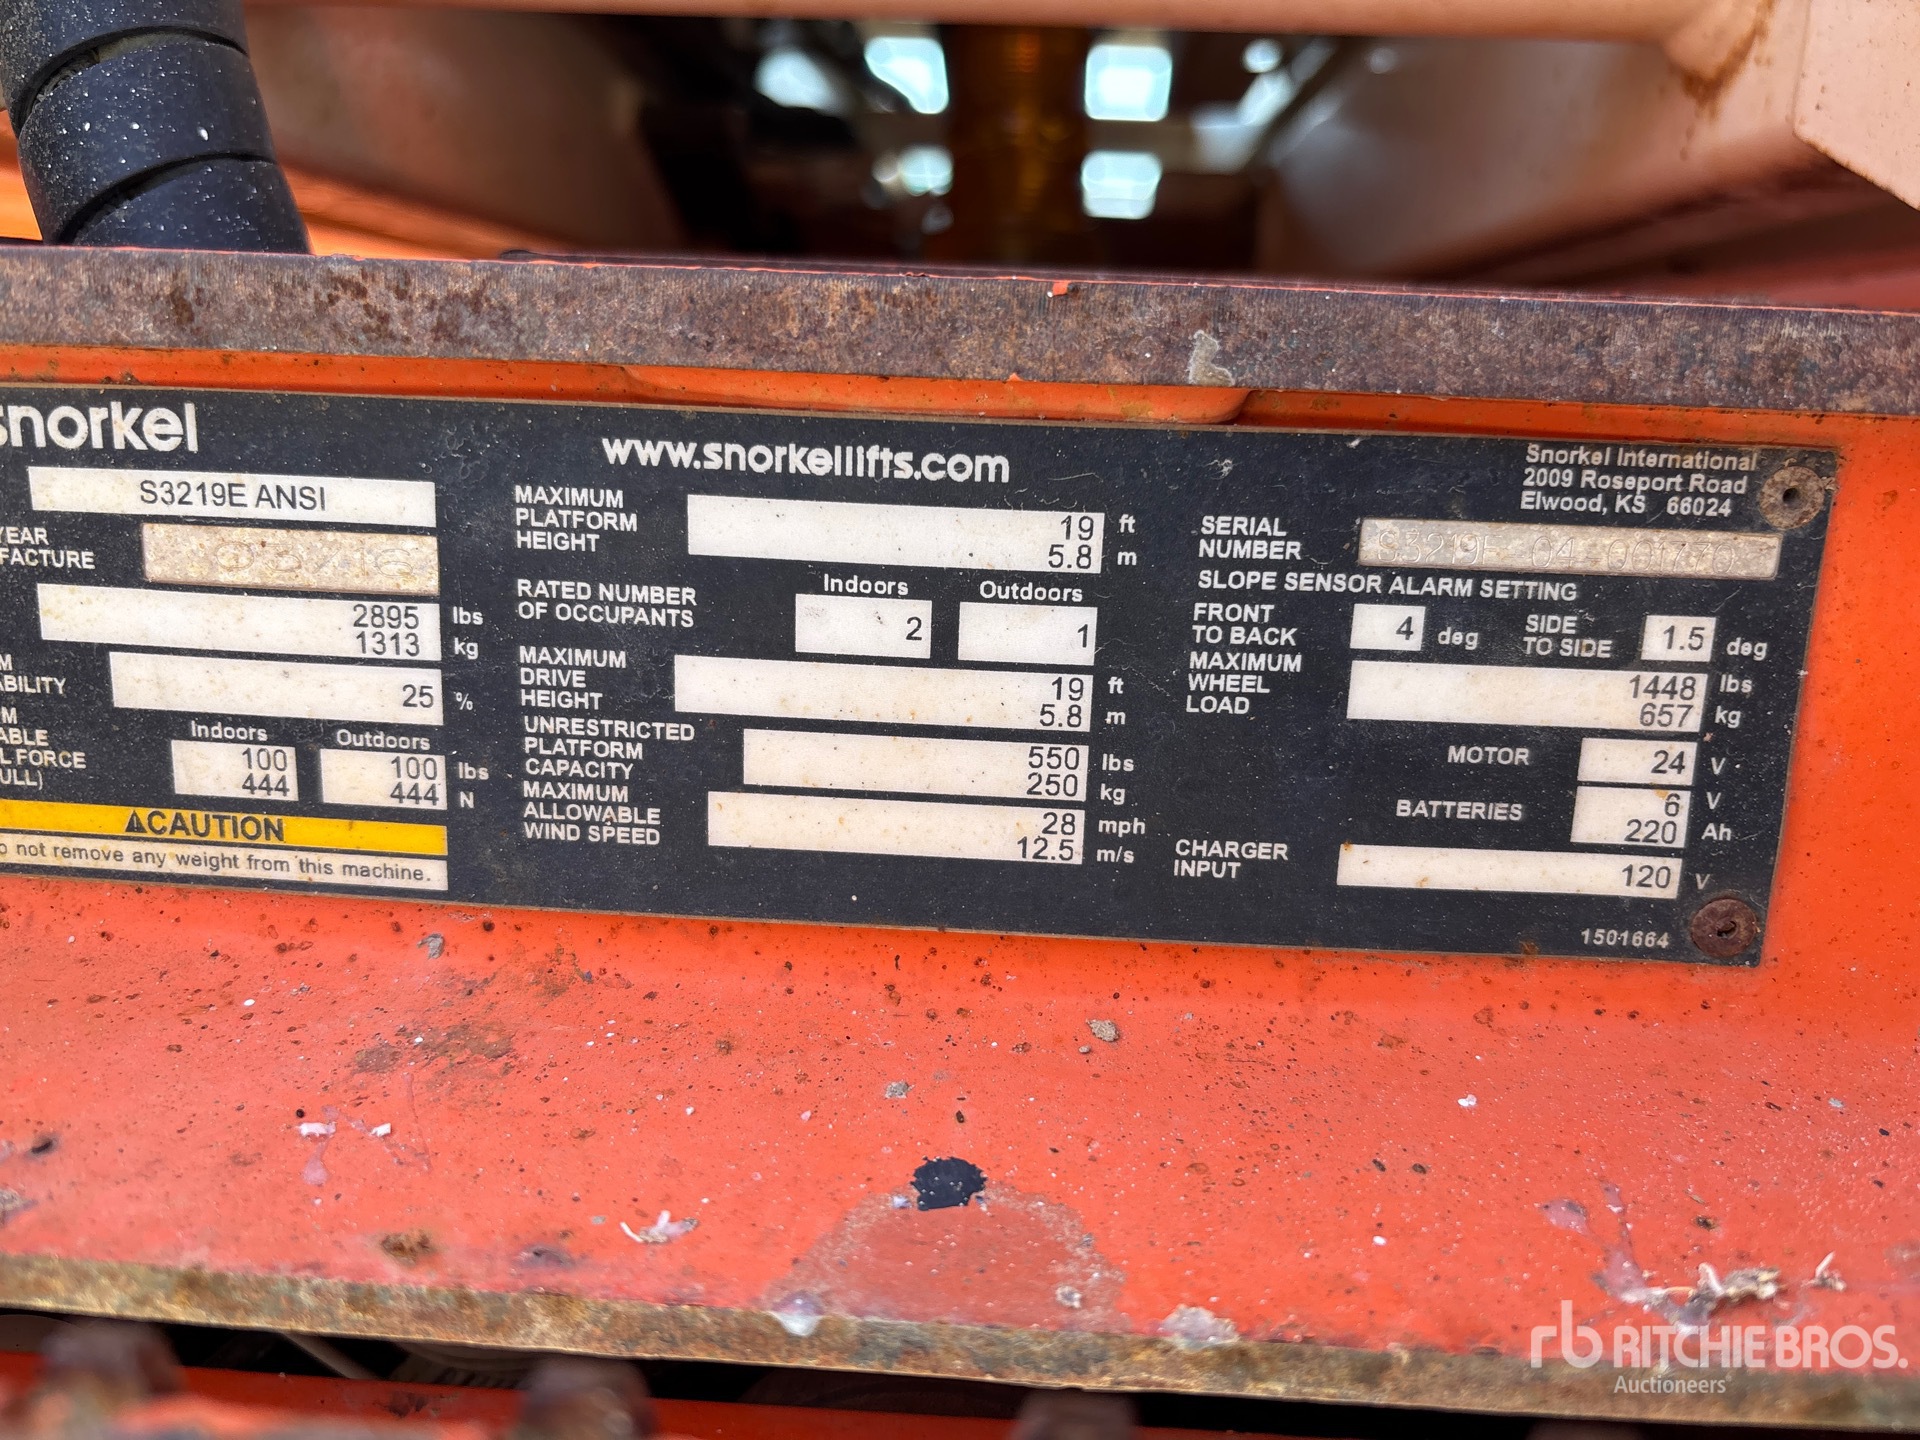 snorkel
www.snorkellifts.com
Snorkel International
2009 Roseport Road
Elwood, KS 66024
S3219E ANSI
YEAR
FACTURE
03/16
2895 lbs
1313 kg
M
ABILITY
25 %
Indoors Outdoors
M
ABLE
L FORCE
ULL)
100 100 lbs
444 444 N
CAUTION
o not remove any weight from this machine.
MAXIMUM
PLATFORM
HEIGHT
19 ft
5.8 m
RATED NUMBER
OF OCCUPANTS
Indoors Outdoors
2 1
MAXIMUM
DRIVE
HEIGHT
19 ft
5.8 m
UNRESTRICTED
PLATFORM
CAPACITY
550 lbs
250 kg
MAXIMUM
ALLOWABLE
WIND SPEED
28 mph
12.5 m/s
SERIAL
NUMBER
S3219E-04-001770
SLOPE SENSOR ALARM SETTING
FRONT
TO BACK
4 deg
SIDE
TO SIDE
1.5 deg
MAXIMUM
WHEEL
LOAD
1448 lbs
657 kg
MOTOR 24 V
BATTERIES
6 V
220 Ah
CHARGER
INPUT
120 V
1501664
rb RITCHIE BROS.
Auctioneers